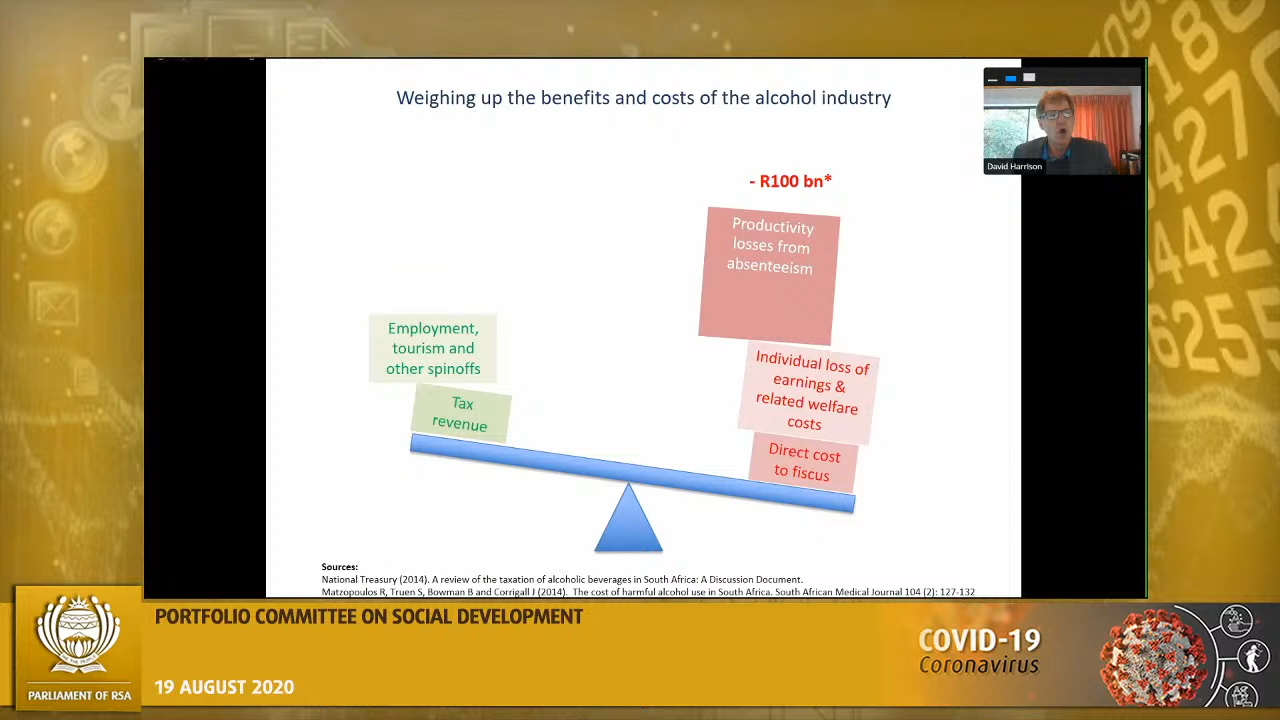 Weighing up the benefits and costs of the alcohol industry
David Harrison
- R100 bn*
Productivity
losses from
absenteeism
Employment,
tourism and
other spinoffs
Tax
revenue
Individual loss of
earnings &
related welfare
costs
Direct cost
to fiscus
Sources:
National Treasury (2014). A review of the taxation of alcoholic beverages in South Africa: A Discussion Document.
Matzopoulos R, Truen S, Bowman B and Corrigall J (2014). The cost of harmful alcohol use in South Africa. South African Medical Journal 104 (2): 127-132
PORTFOLIO COMMITTEE ON SOCIAL DEVELOPMENT
COVID-19
Coronavirus
PARLIAMENT OF RSA
19 AUGUST 2020